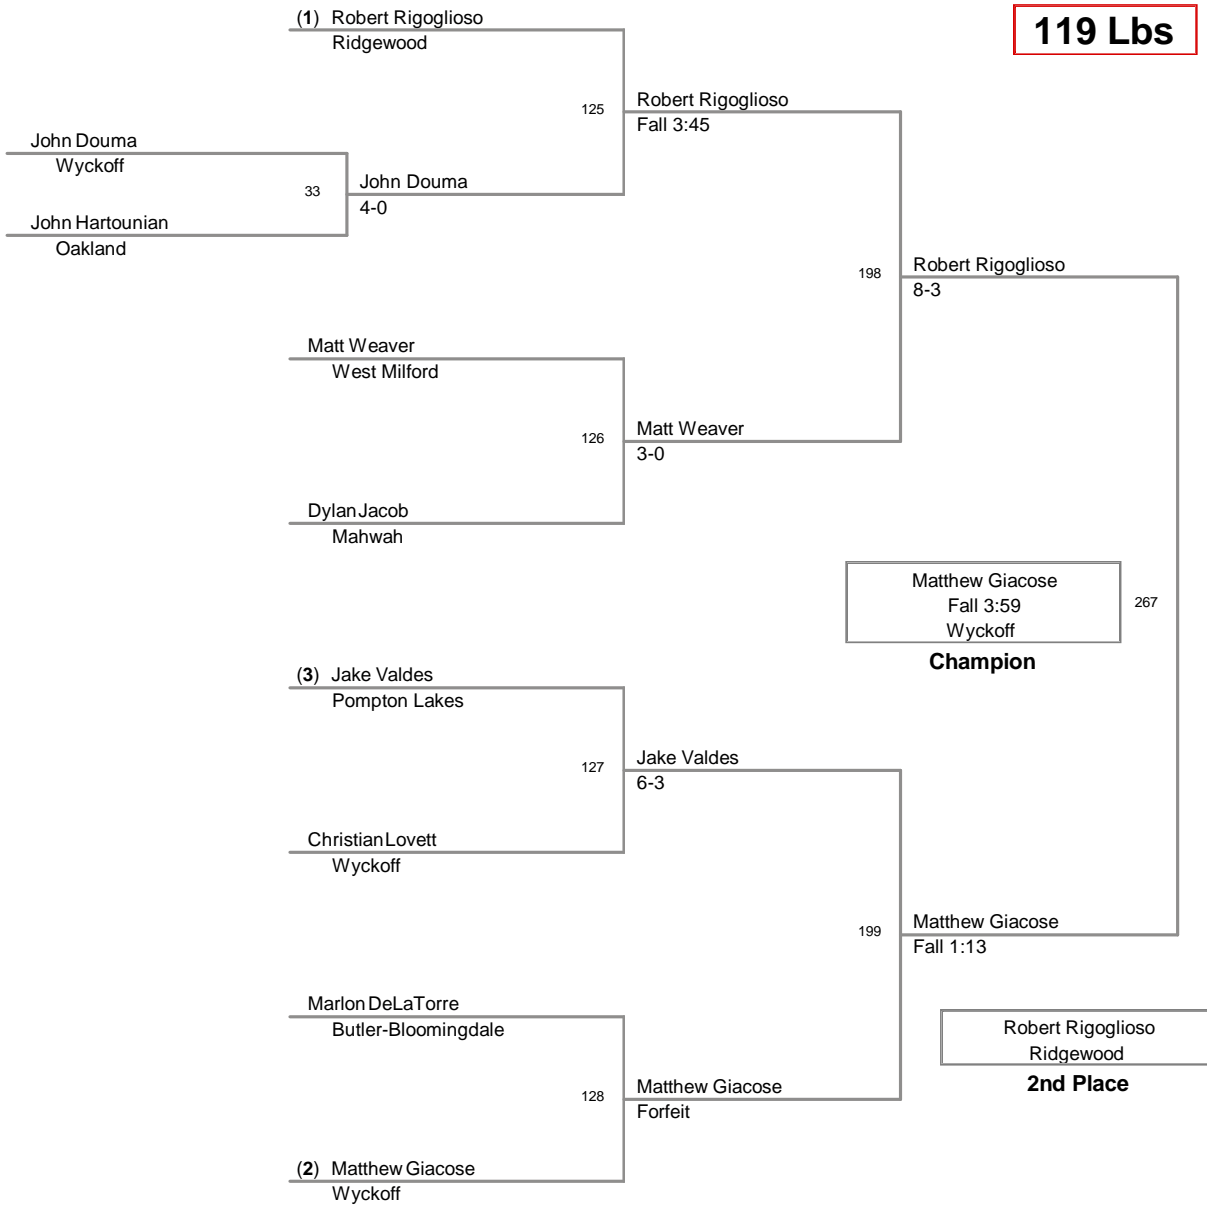 (1) Robert Rigoglioso
Ridgewood
119 Lbs
125
Robert Rigoglioso
Fall 3:45
John Douma
Wyckoff
33
John Douma
4-0
John Hartounian
Oakland
198
Robert Rigoglioso
8-3
Matt Weaver
West Milford
126
Matt Weaver
3-0
Dylan Jacob
Mahwah
Matthew Giacose
Fall 3:59
Wyckoff
267
Champion
(3) Jake Valdes
Pompton Lakes
127
Jake Valdes
6-3
Christian Lovett
Wyckoff
199
Matthew Giacose
Fall 1:13
Marlon DeLaTorre
Butler-Bloomingdale
Robert Rigoglioso
Ridgewood
2nd Place
128
Matthew Giacose
Forfeit
(2) Matthew Giacose
Wyckoff